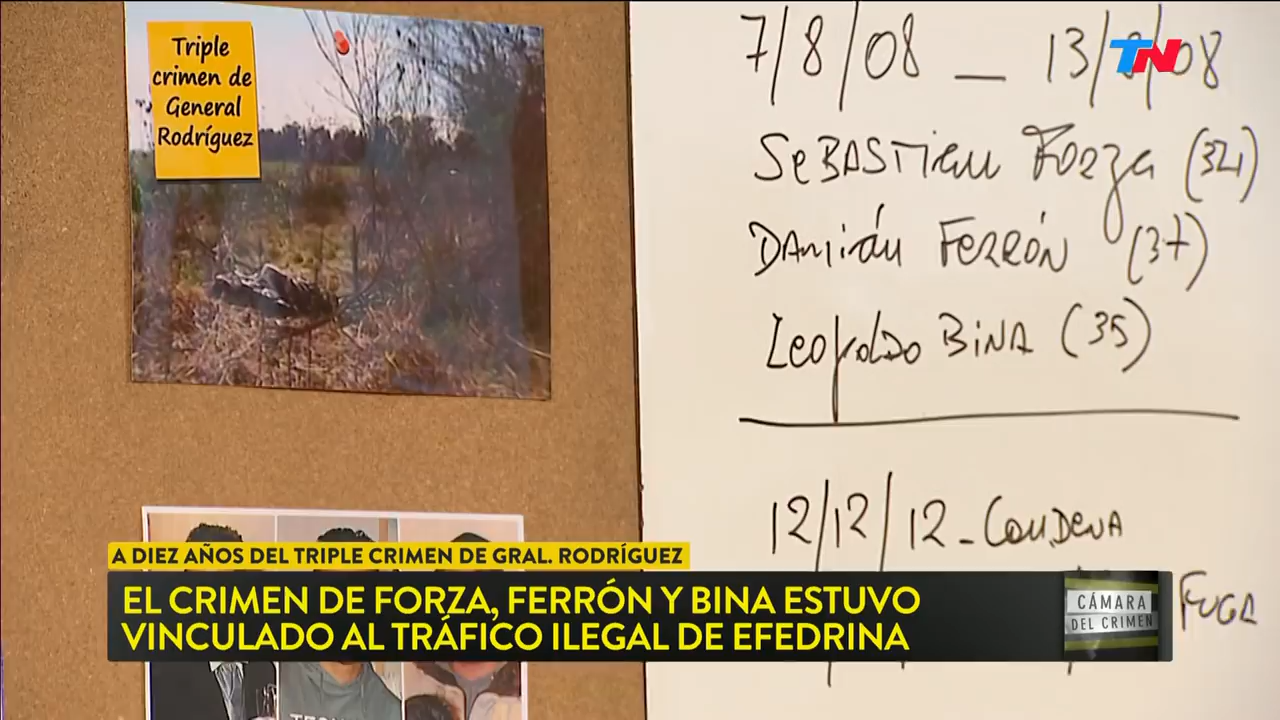 Triple
crimen de
General
Rodríguez
7/8/08 — 13/8/08
TN
SEBASTIAN FORZA (34)
DAMIÁN FERRÓN (37)
LEOPOLDO BINA (35)
12/12/12 - CONDENA
FUGA
A DIEZ AÑOS DEL TRIPLE CRIMEN DE GRAL. RODRÍGUEZ
EL CRIMEN DE FORZA, FERRÓN Y BINA ESTUVO
VINCULADO AL TRÁFICO ILEGAL DE EFEDRINA
CÁMARA
DEL CRIMEN